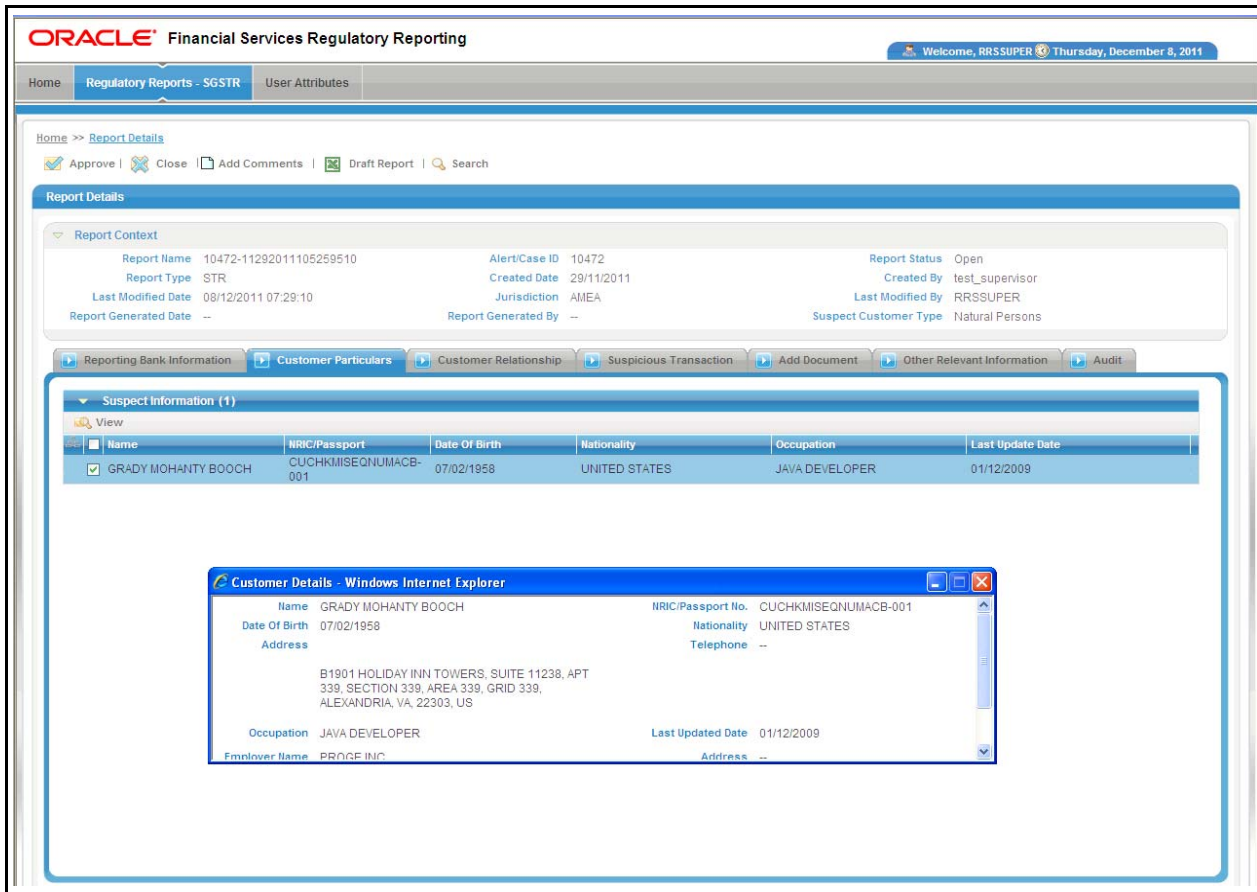 ORACLE® Financial Services Regulatory Reporting
Welcome, RRSSUPER Thursday, December 8, 2011
Home Regulatory Reports - SGSTR User Attributes
Home >> Report Details
Approve | Close | Add Comments | Draft Report | Search
Report Details
Report Context
Report Name 10472-11292011105259510 Alert/Case ID 10472 Report Status Open
Report Type STR Created Date 29/11/2011 Created By test_supervisor
Last Modified Date 08/12/2011 07:29:10 Jurisdiction AMEA Last Modified By RRSSUPER
Report Generated Date -- Report Generated By -- Suspect Customer Type Natural Persons
Reporting Bank Information Customer Particulars Customer Relationship Suspicious Transaction Add Document Other Relevant Information Audit
Suspect Information (1)
View
Name NRIC/Passport Date Of Birth Nationality Occupation Last Update Date
GRADY MOHANTY BOOCH CUCHKMISEQNUMACB-001 07/02/1958 UNITED STATES JAVA DEVELOPER 01/12/2009
Customer Details - Windows Internet Explorer
Name GRADY MOHANTY BOOCH NRIC/Passport No. CUCHKMISEQNUMACB-001
Date Of Birth 07/02/1958 Nationality UNITED STATES
Address Telephone --
B1901 HOLIDAY INN TOWERS, SUITE 11238, APT
339, SECTION 339, AREA 339, GRID 339,
ALEXANDRIA, VA, 22303, US
Occupation JAVA DEVELOPER Last Updated Date 01/12/2009
Employer Name PROGE INC Address --